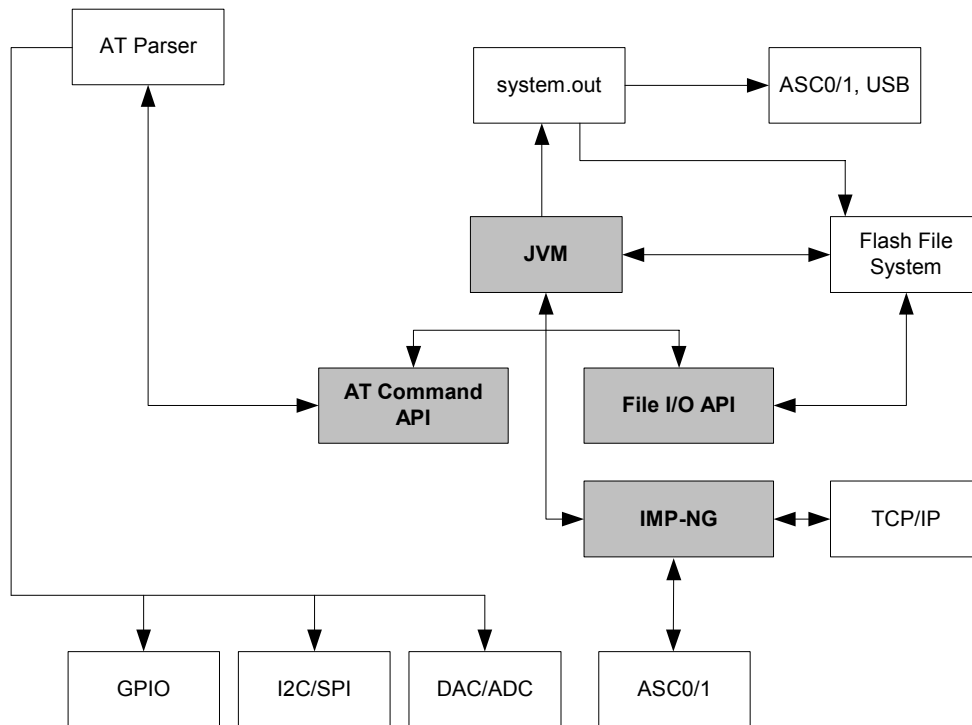 AT Parser
system.out
ASC0/1, USB
JVM
Flash File
System
AT Command
API
File I/O API
IMP-NG
TCP/IP
GPIO
I2C/SPI
DAC/ADC
ASC0/1